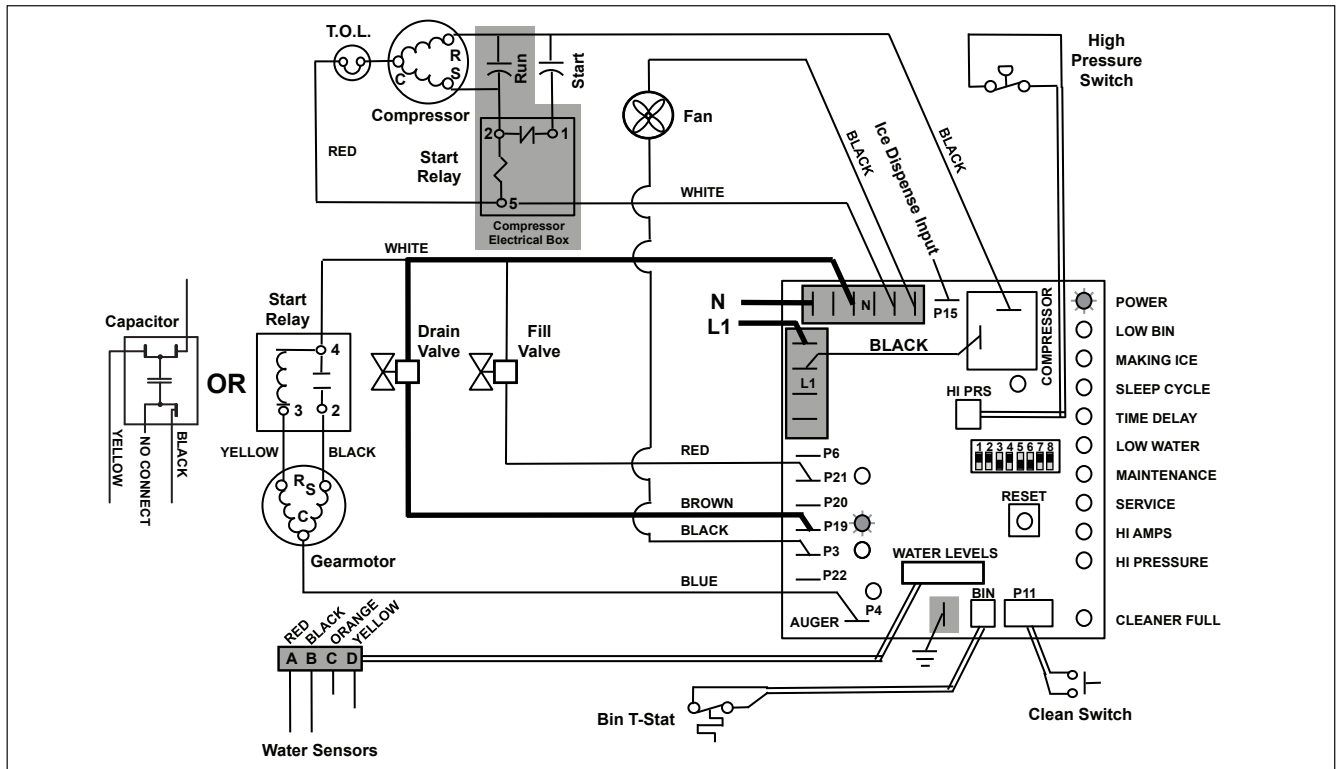 T.O.L.
R
S
C
Compressor
Run
Start
RED
Start
Relay
2
1
5
Compressor
Electrical Box
WHITE
Fan
BLACK
Ice Dispense Input
BLACK
High
Pressure
Switch
WHITE
Capacitor
YELLOW
NO CONNECT
BLACK
OR
Start
Relay
4
3
2
YELLOW
BLACK
R
S
C
Gearmotor
Drain
Valve
Fill
Valve
N
L1
N
P15
L1
BLACK
COMPRESSOR
HI PRS
1 2 3 4 5 6 7 8
RESET
RED
BROWN
BLACK
BLUE
P6
P21
P20
P19
P3
P22
P4
AUGER
WATER LEVELS
BIN
P11
POWER
LOW BIN
MAKING ICE
SLEEP CYCLE
TIME DELAY
LOW WATER
MAINTENANCE
SERVICE
HI AMPS
HI PRESSURE
CLEANER FULL
RED
BLACK
ORANGE
YELLOW
A B C D
Water Sensors
Bin T-Stat
Clean Switch